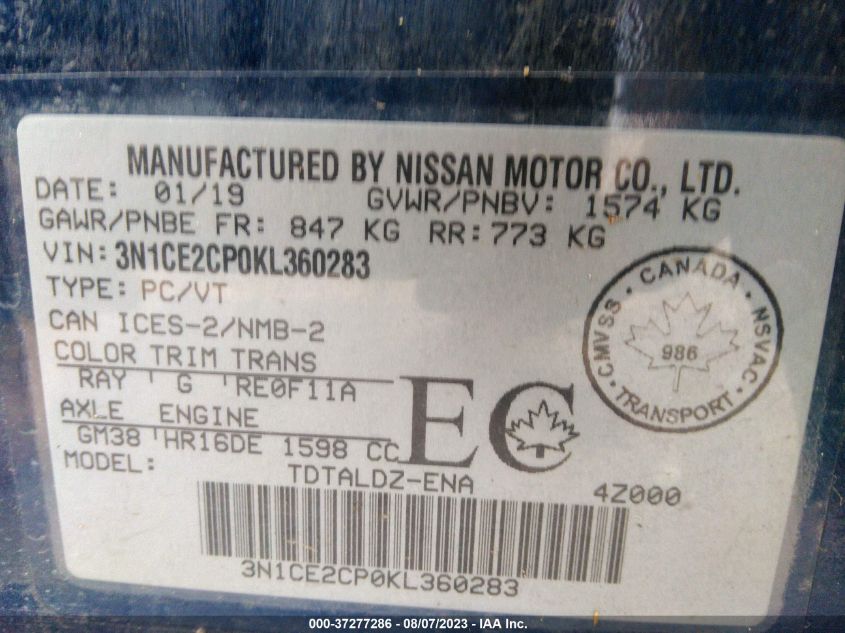 MANUFACTURED BY NISSAN MOTOR CO., LTD.
DATE: 01/19 GVWR/PNBV: 1574 KG
GAWR/PNBE FR: 847 KG RR: 773 KG
VIN: 3N1CE2CP0KL360283
TYPE: PC/VT
CAN ICES-2/NMB-2
COLOR TRIM TRANS
RAY G RE0F11A
AXLE ENGINE
GM38 HR16DE 1598 CC
MODEL: TDTALDZ-ENA
4Z000
EC
CMVSS · CANADA · NSVAC · TRANSPORT ·
986
3N1CE2CP0KL360283
000-37277286 - 08/07/2023 - IAA Inc.